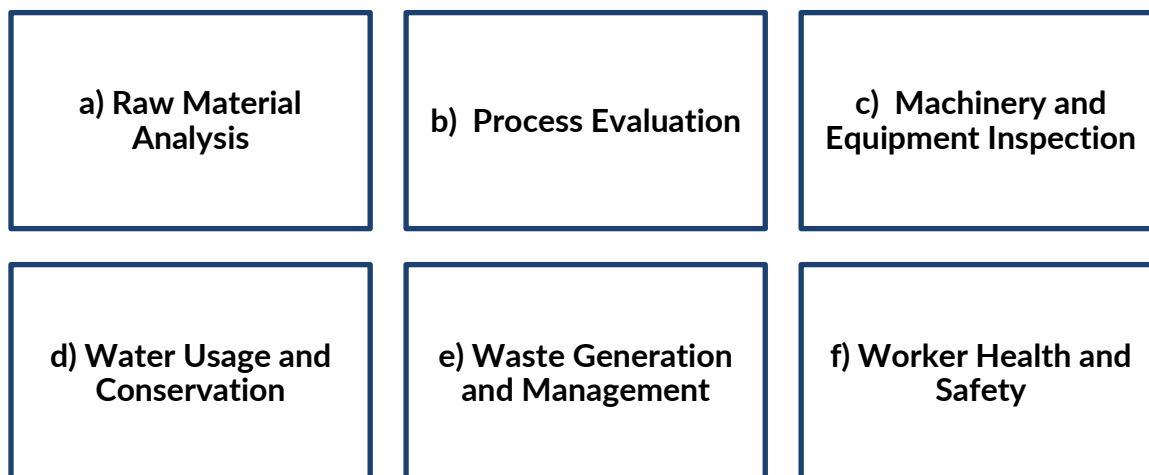 a) Raw Material
Analysis
b) Process Evaluation
c) Machinery and
Equipment Inspection
d) Water Usage and
Conservation
e) Waste Generation
and Management
f) Worker Health and
Safety